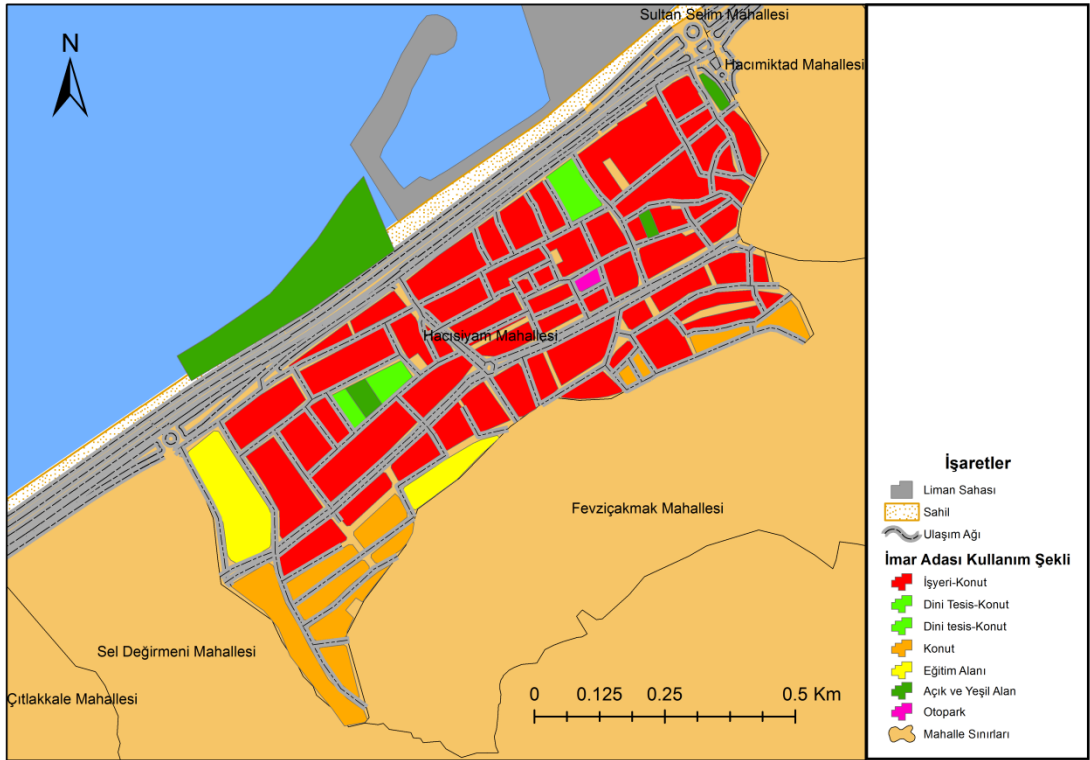 Sultan Selim Mahallesi
N
Hacımiktad Mahallesi
Hacısiyam Mahallesi
Fevziçakmak Mahallesi
Sel Değirmeni Mahallesi
Çıtlakkale Mahallesi
0 0.125 0.25 0.5 Km
İşaretler
Liman Sahası
Sahil
Ulaşım Ağı
İmar Adası Kullanım Şekli
İşyeri-Konut
Dini Tesis-Konut
Dini tesis-Konut
Konut
Eğitim Alanı
Açık ve Yeşil Alan
Otopark
Mahalle Sınırları